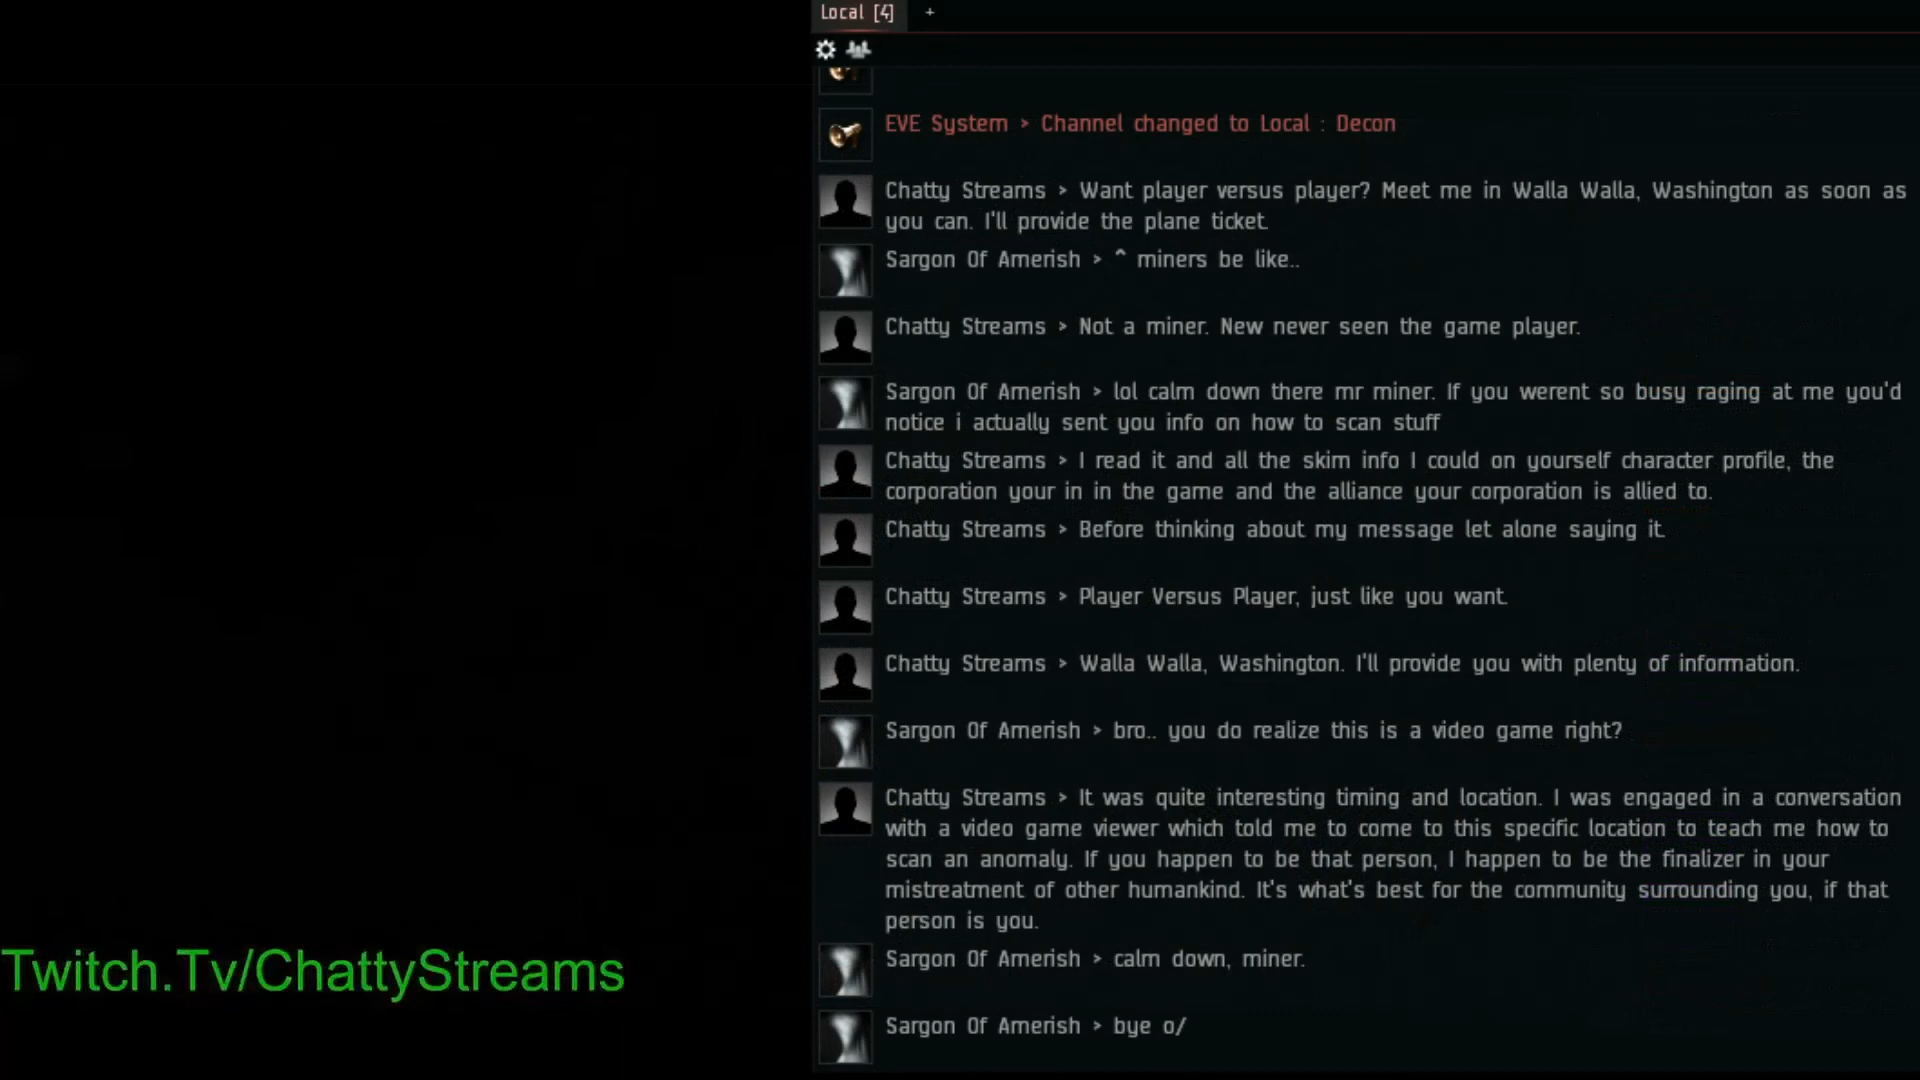 Local [4] +
EVE System > Channel changed to Local : Decon
Chatty Streams > Want player versus player? Meet me in Walla Walla, Washington as soon as
you can. I'll provide the plane ticket.
Sargon Of Amerish > ^ miners be like..
Chatty Streams > Not a miner. New never seen the game player.
Sargon Of Amerish > lol calm down there mr miner. If you werent so busy raging at me you'd
notice i actually sent you info on how to scan stuff
Chatty Streams > I read it and all the skim info I could on yourself character profile, the
corporation your in in the game and the alliance your corporation is allied to.
Chatty Streams > Before thinking about my message let alone saying it.
Chatty Streams > Player Versus Player, just like you want.
Chatty Streams > Walla Walla, Washington. I'll provide you with plenty of information.
Sargon Of Amerish > bro.. you do realize this is a video game right?
Chatty Streams > It was quite interesting timing and location. I was engaged in a conversation
with a video game viewer which told me to come to this specific location to teach me how to
scan an anomaly. If you happen to be that person, I happen to be the finalizer in your
mistreatment of other humankind. It's what's best for the community surrounding you, if that
person is you.
Sargon Of Amerish > calm down, miner.
Sargon Of Amerish > bye o/
Twitch.Tv/ChattyStreams